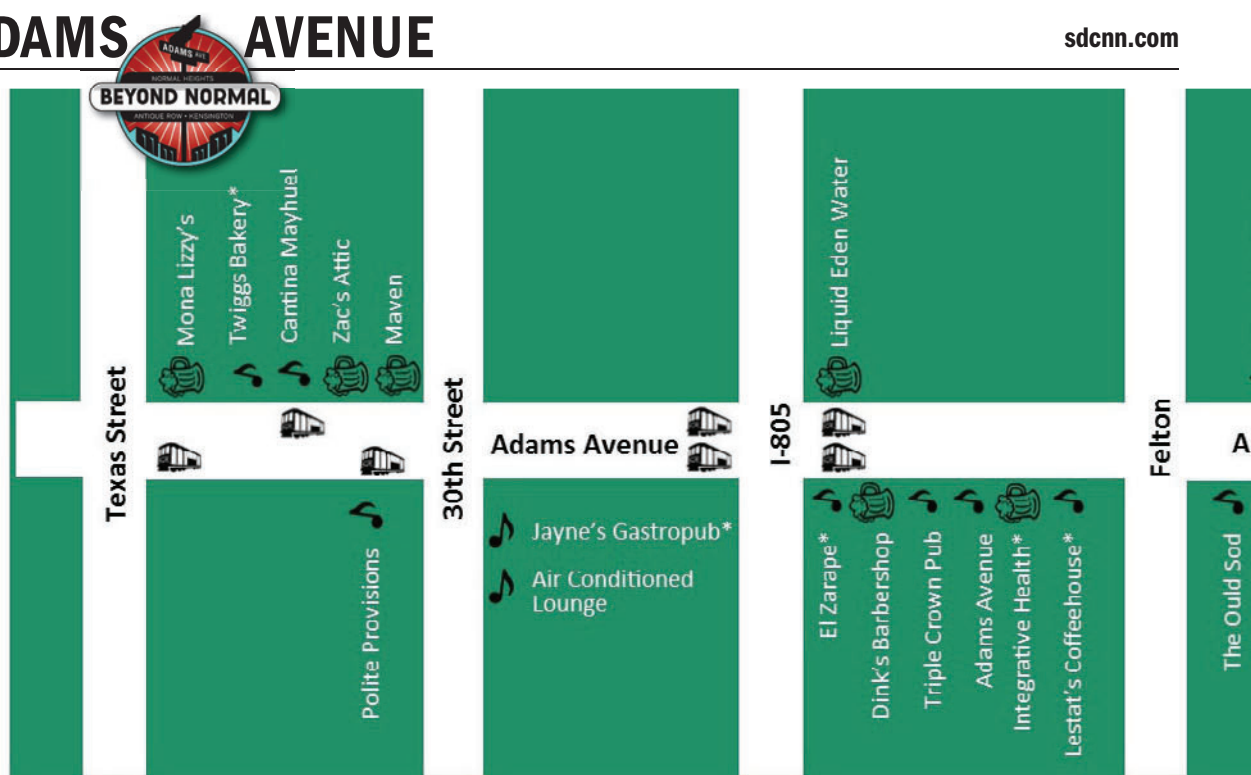 DAMS AVENUE
sdcnn.com
ADAMS AVE
NORMAL HEIGHTS
BEYOND NORMAL
ANTIQUE ROW • KENSINGTON
Mona Lizzy's
Twiggs Bakery*
Cantina Mayhuel
Zac's Attic
Maven
Liquid Eden Water
Texas Street
30th Street
Adams Avenue
I-805
Felton
A
Polite Provisions
Jayne's Gastropub*
Air Conditioned
Lounge
El Zarape*
Dink's Barbershop
Triple Crown Pub
Adams Avenue
Integrative Health*
Lestat's Coffeehouse*
The Ould Sod